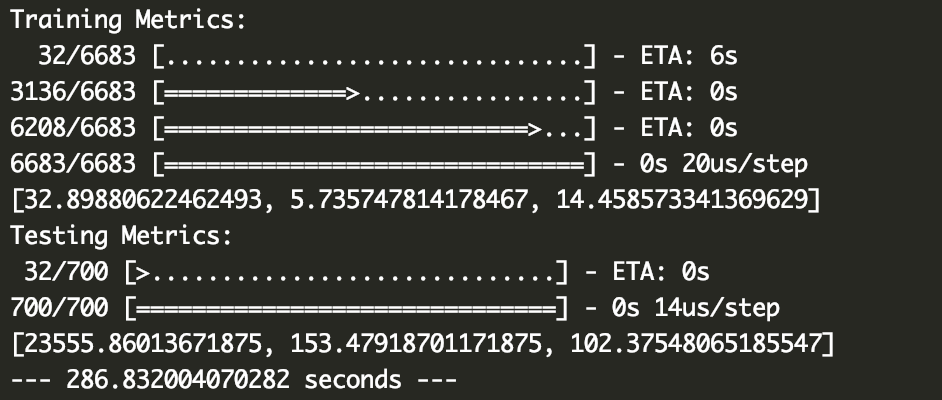 Training Metrics:
32/6683 [..............................] - ETA: 6s
3136/6683 [=============>................] - ETA: 0s
6208/6683 [==========================>...] - ETA: 0s
6683/6683 [==============================] - 0s 20us/step
[32.89880622462493, 5.735747814178467, 14.458573341369629]
Testing Metrics:
32/700 [>.............................] - ETA: 0s
700/700 [==============================] - 0s 14us/step
[23555.86013671875, 153.47918701171875, 102.37548065185547]
--- 286.832004070282 seconds ---